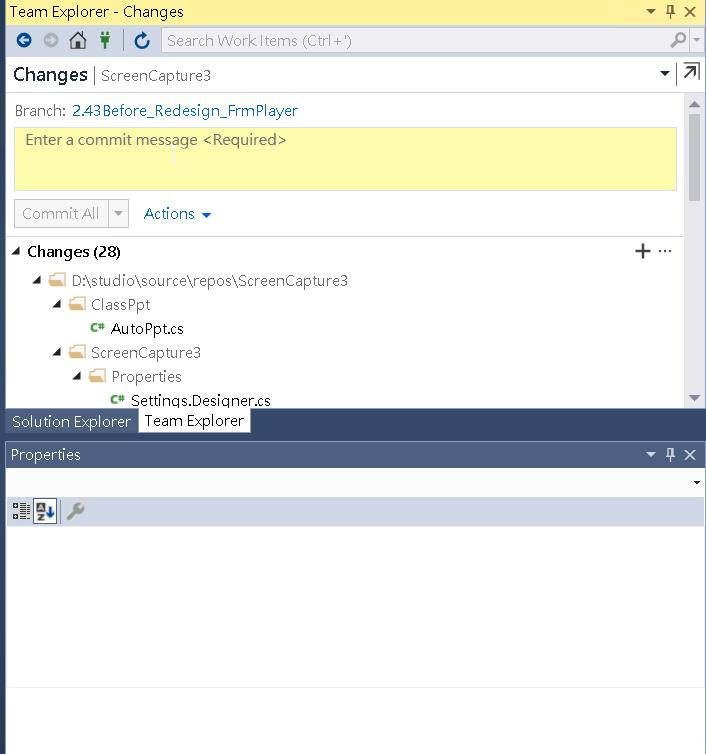 Team Explorer - Changes
Search Work Items (Ctrl+')
Changes | ScreenCapture3
Branch: 2.43Before_Redesign_FrmPlayer
Enter a commit message <Required>
Commit All Actions
Changes (28)
D:\studio\source\repos\ScreenCapture3
ClassPpt
C# AutoPpt.cs
ScreenCapture3
Properties
C# Settings.Designer.cs
Solution Explorer Team Explorer
Properties